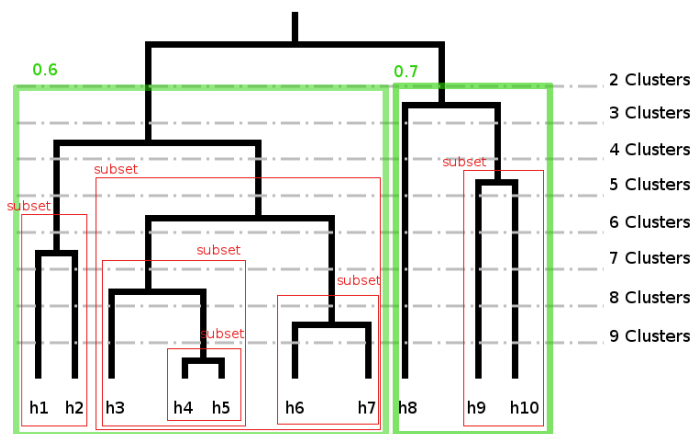 0.6
0.7
2 Clusters
3 Clusters
4 Clusters
subset
subset
5 Clusters
subset
6 Clusters
subset
7 Clusters
subset
8 Clusters
subset
9 Clusters
h1 h2 h3 h4 h5 h6 h7 h8 h9 h10